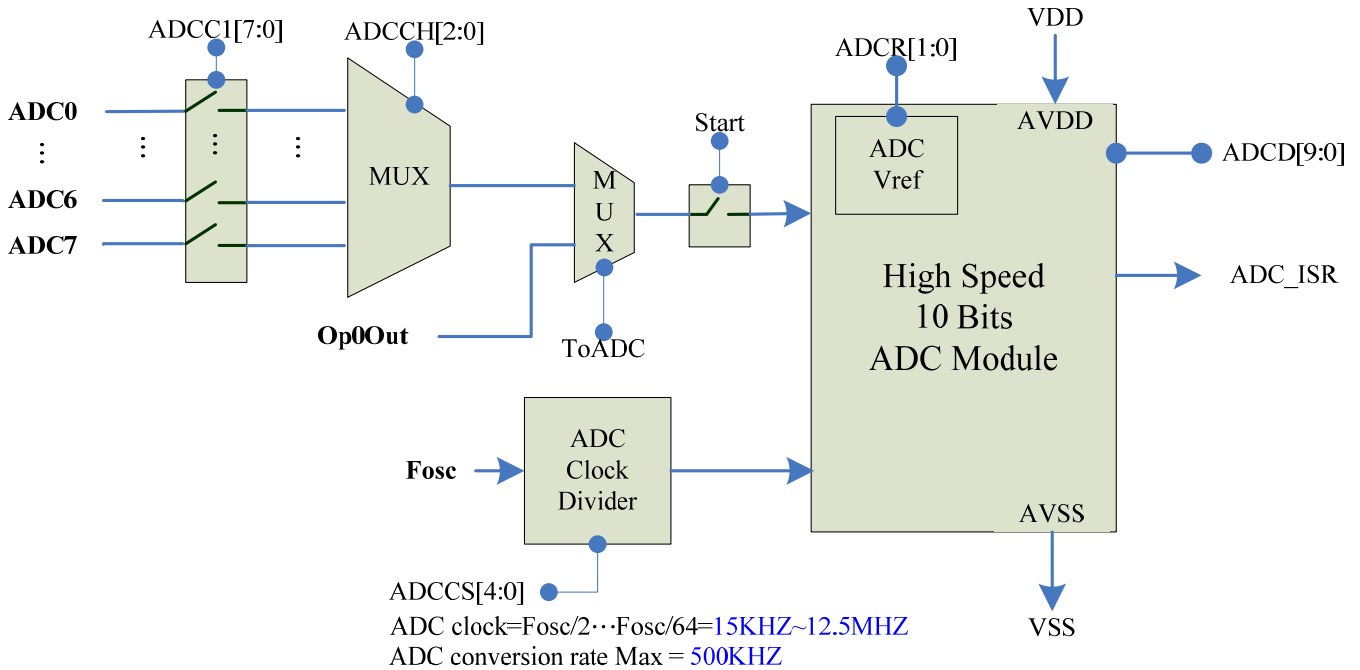 ADCC1[7:0]
ADCCH[2:0]
ADCR[1:0]
VDD
ADC0
⋮
⋮
⋮
⋮
ADC6
ADC7
MUX
M
U
X
Start
ADC
Vref
AVDD
ADCD[9:0]
High Speed
10 Bits
ADC Module
ADC_ISR
Op0Out
ToADC
Fosc
ADC
Clock
Divider
AVSS
VSS
ADCCS[4:0]
ADC clock=Fosc/2⋯Fosc/64=15KHZ~12.5MHZ
ADC conversion rate Max = 500KHZ